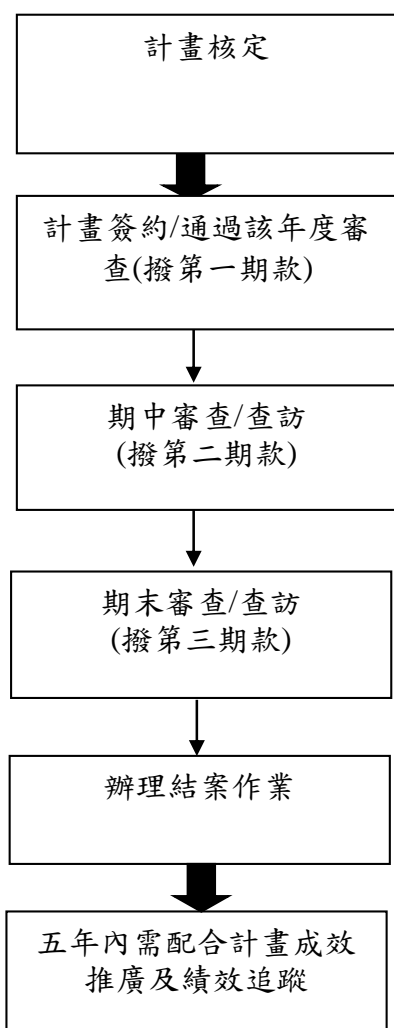 計畫核定
計畫簽約/通過該年度審
查(撥第一期款)
期中審查/查訪
(撥第二期款)
期末審查/查訪
(撥第三期款)
辦理結案作業
五年內需配合計畫成效
推廣及績效追蹤